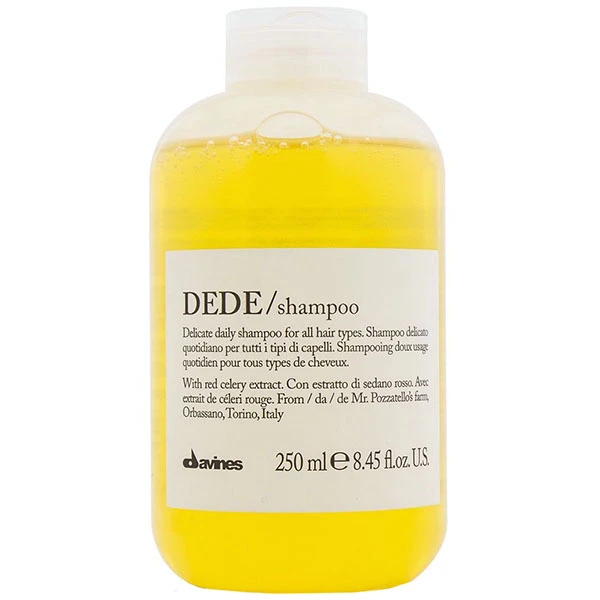 DEDE/shampoo
Delicate daily shampoo for all hair types. Shampoo delicato
quotidiano per tutti i tipi di capelli. Shampooing doux usage
quotidien pour tous types de cheveux.
With red celery extract. Con estratto di sedano rosso. Avec
extrait de céleri rouge. From / da / de Mr. Pozzatello's farm,
Orbassano, Torino, Italy
davines 250 ml ℮ 8.45 fl.oz. U.S.